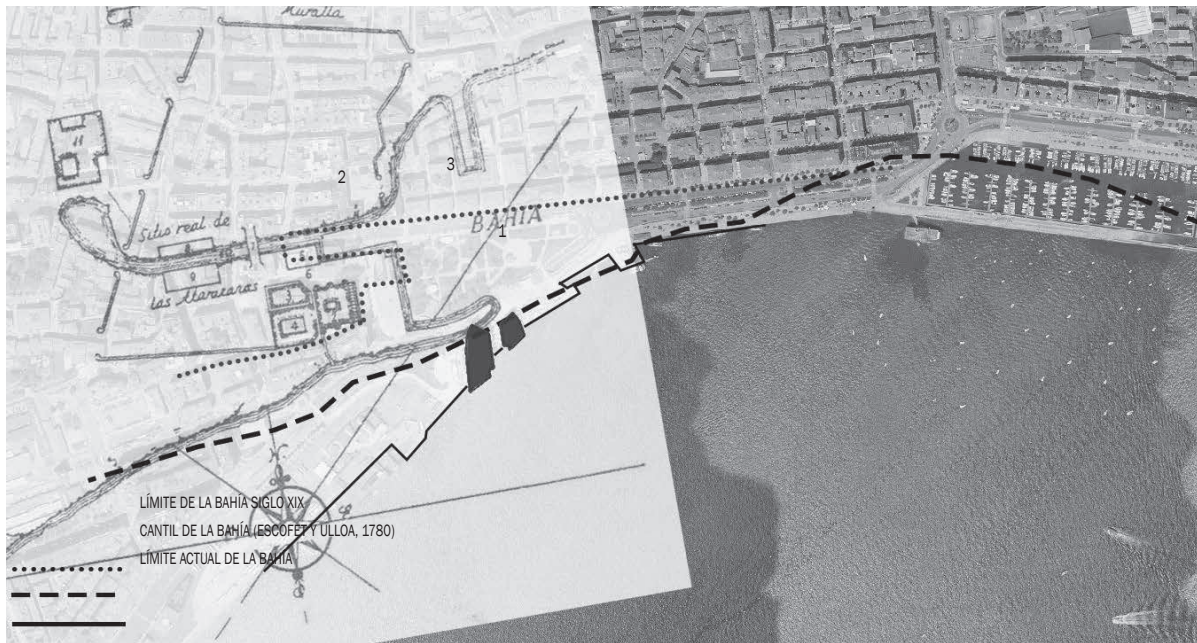 Muralla
11
3
2
BAHÍA
1
Sitio real de
8
9
6
las Atarazanas
3
4
N
LÍMITE DE LA BAHÍA SIGLO XIX
CANTIL DE LA BAHÍA (ESCOFET Y ULLOA, 1780)
LÍMITE ACTUAL DE LA BAHÍA